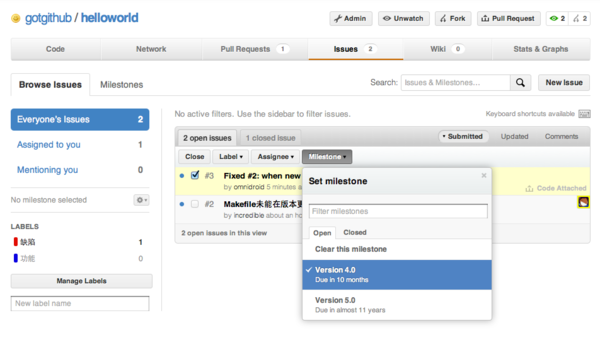 gotgithub / helloworld
Admin Unwatch Fork Pull Request 2 2
Code Network Pull Requests 1 Issues 2 Wiki 0 Stats & Graphs
Browse Issues Milestones
Search: Issues & Milestones... New Issue
Everyone's Issues 2
Assigned to you 1
Mentioning you 0
No milestone selected
LABELS
缺陷 1
功能 0
Manage Labels
New label name
No active filters. Use the sidebar to filter issues.
Keyboard shortcuts available
2 open issues 1 closed issue
Submitted Updated Comments
Close Label Assignee Milestone
#3 Fixed #2: when new
by omnidroid 5 minutes a
Code Attached
#2 Makefile未能在版本更
by incredible about an ho
2 open issues in this view
Set milestone ×
Filter milestones
Open Closed
Clear this milestone
Version 4.0
Due in 10 months
Version 5.0
Due in almost 11 years